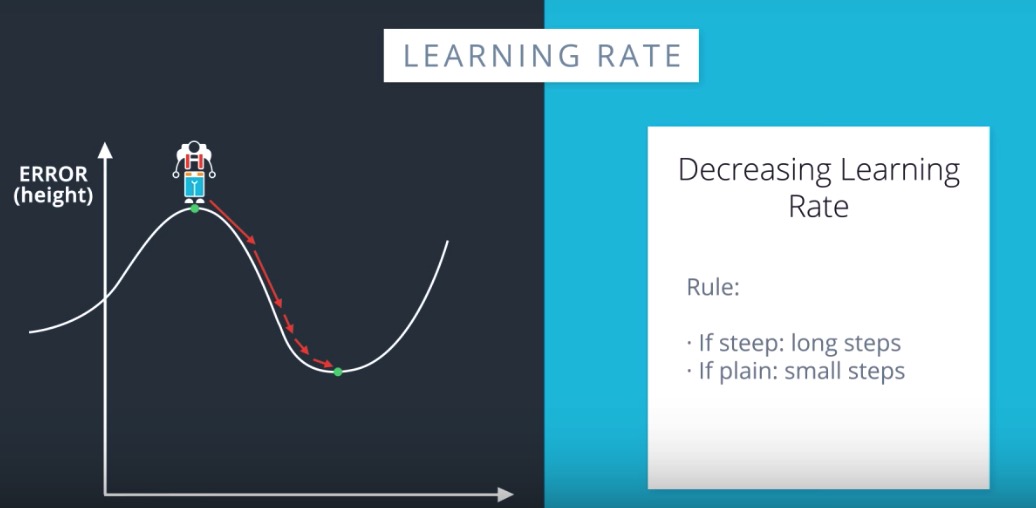 LEARNING RATE
ERROR
(height)
Decreasing Learning
Rate
Rule:
· If steep: long steps
· If plain: small steps